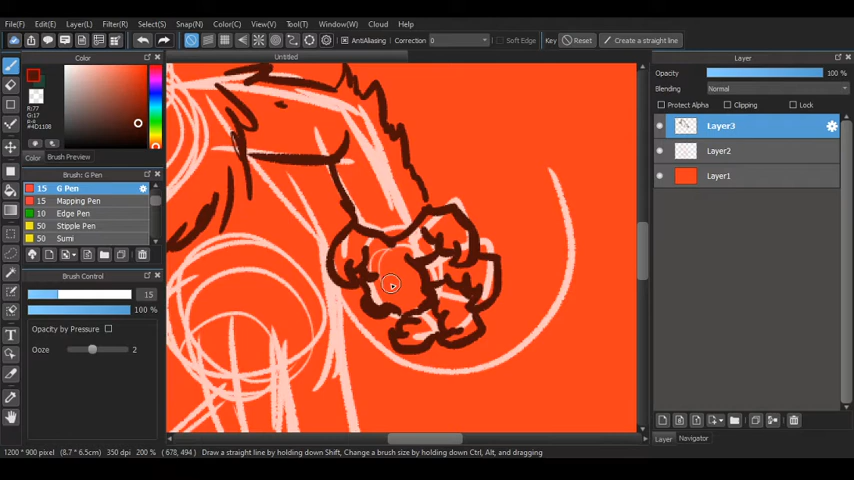 File(F) Edit(E) Layer(L) Filter(R) Select(S) Snap(N) Color(C) View(V) Tool(T) Window(W) Cloud Help
AntiAliasing Correction 0 Soft Edge Key Reset Create a straight line
Color
Untitled
Layer
Opacity 100 %
Blending Normal
Protect Alpha Clipping Lock
R:77
G:17
B:8
#4D1108
Layer3
Color Brush Preview
Layer2
Brush: G Pen
Layer1
15 G Pen
15 Mapping Pen
10 Edge Pen
50 Stipple Pen
50 Sumi
Brush Control
15
100 %
Opacity by Pressure
Ooze 2
T
Layer Navigator
1200 * 900 pixel (8.7 * 6.5cm) 350 dpi 200 % ( 678, 494 ) Draw a straight line by holding down Shift, Change a brush size by holding down Ctrl, Alt, and dragging